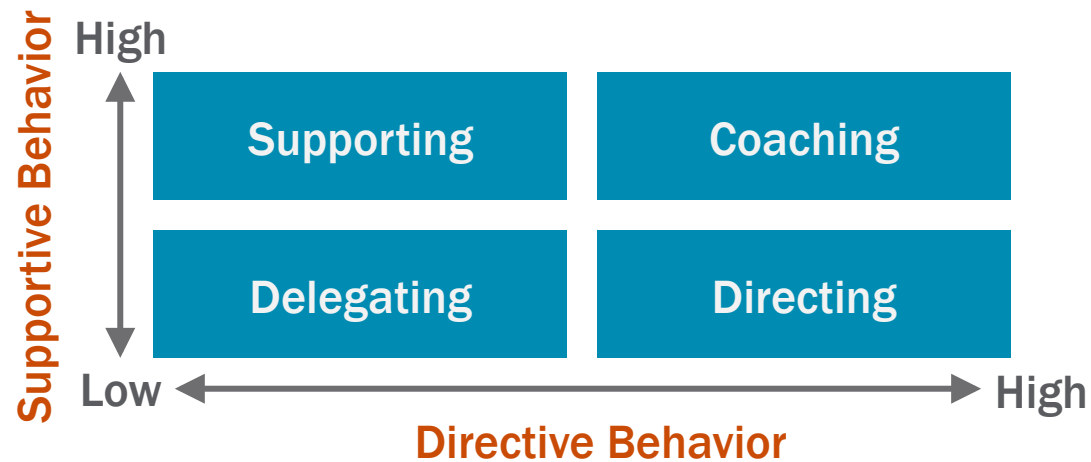 High
Supportive Behavior
Supporting
Coaching
Delegating
Directing
Low
High
Directive Behavior